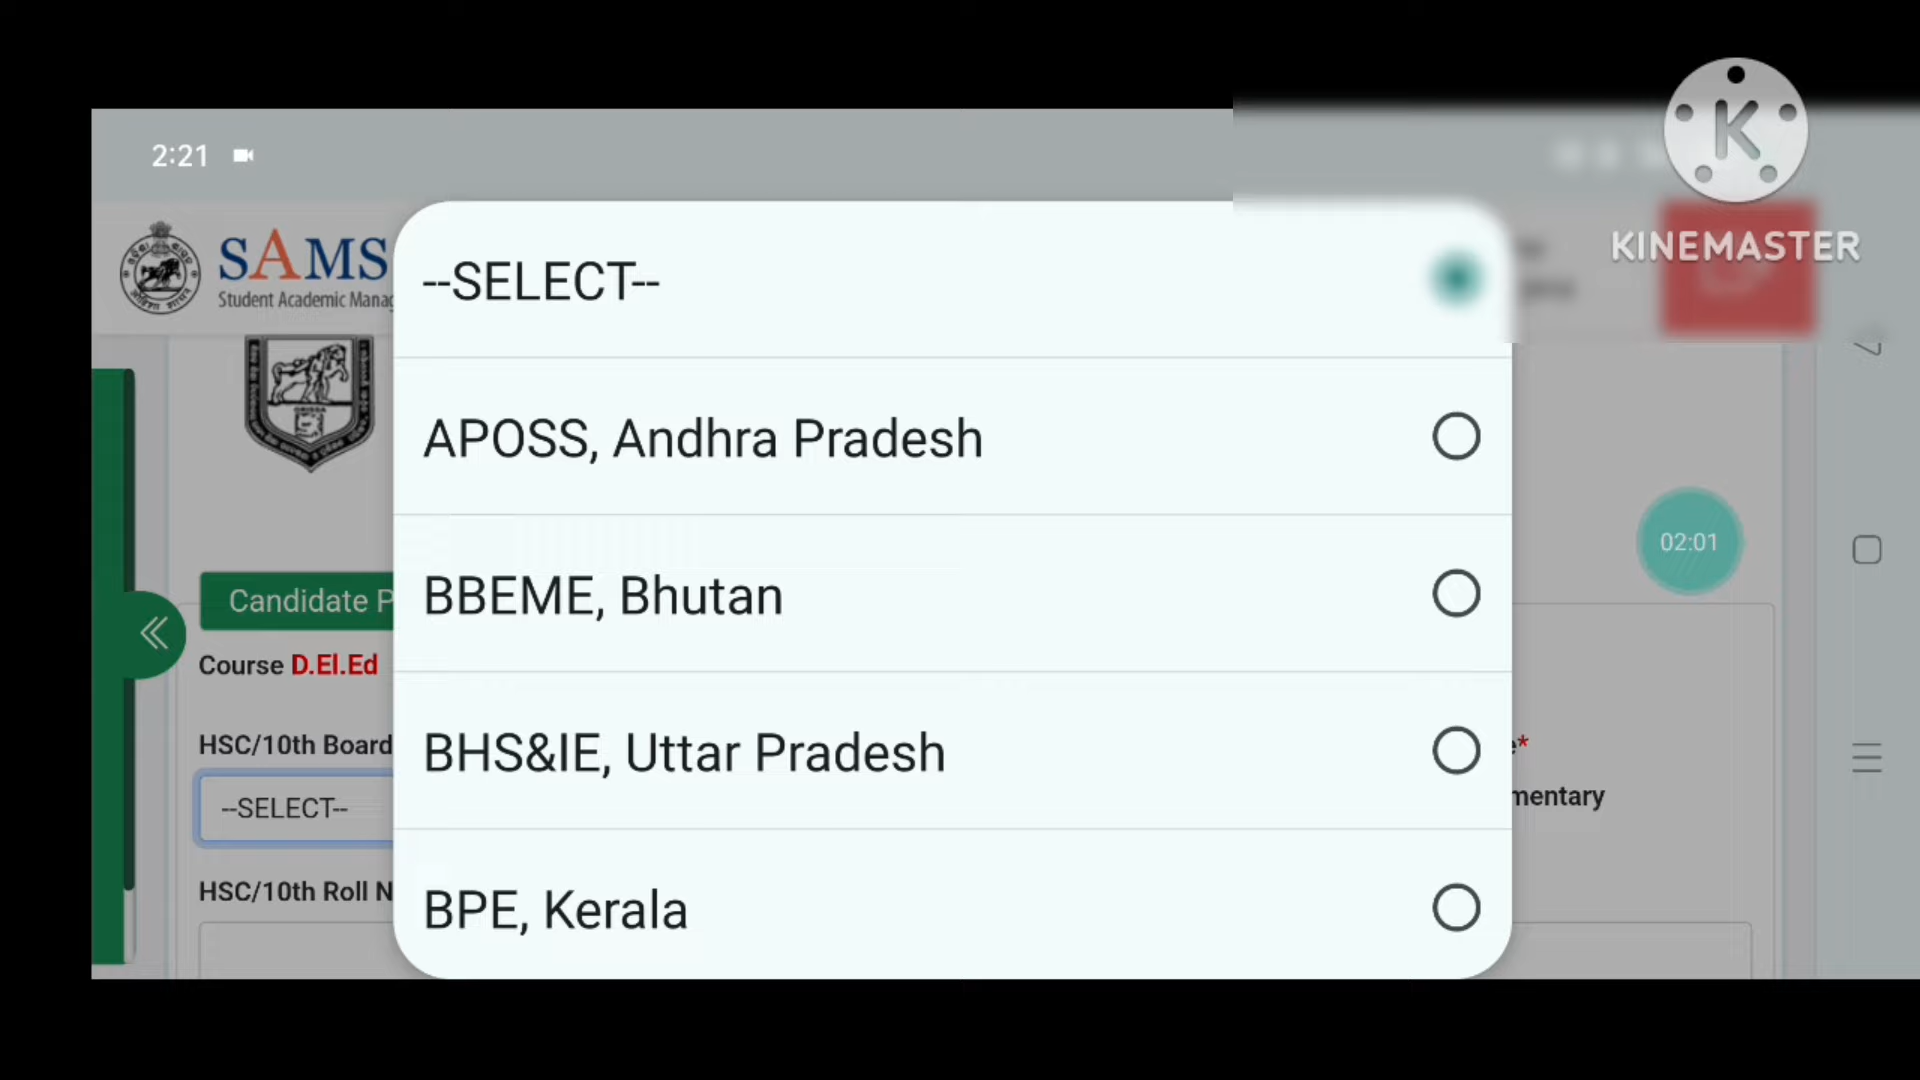 KINEMASTER
2:21
SAMS
Student Academic Manag
--SELECT--
APOSS, Andhra Pradesh
BBEME, Bhutan
BHS&IE, Uttar Pradesh
BPE, Kerala
02:01
Candidate P
Course D.El.Ed
HSC/10th Board
e*
--SELECT--
mentary
HSC/10th Roll N